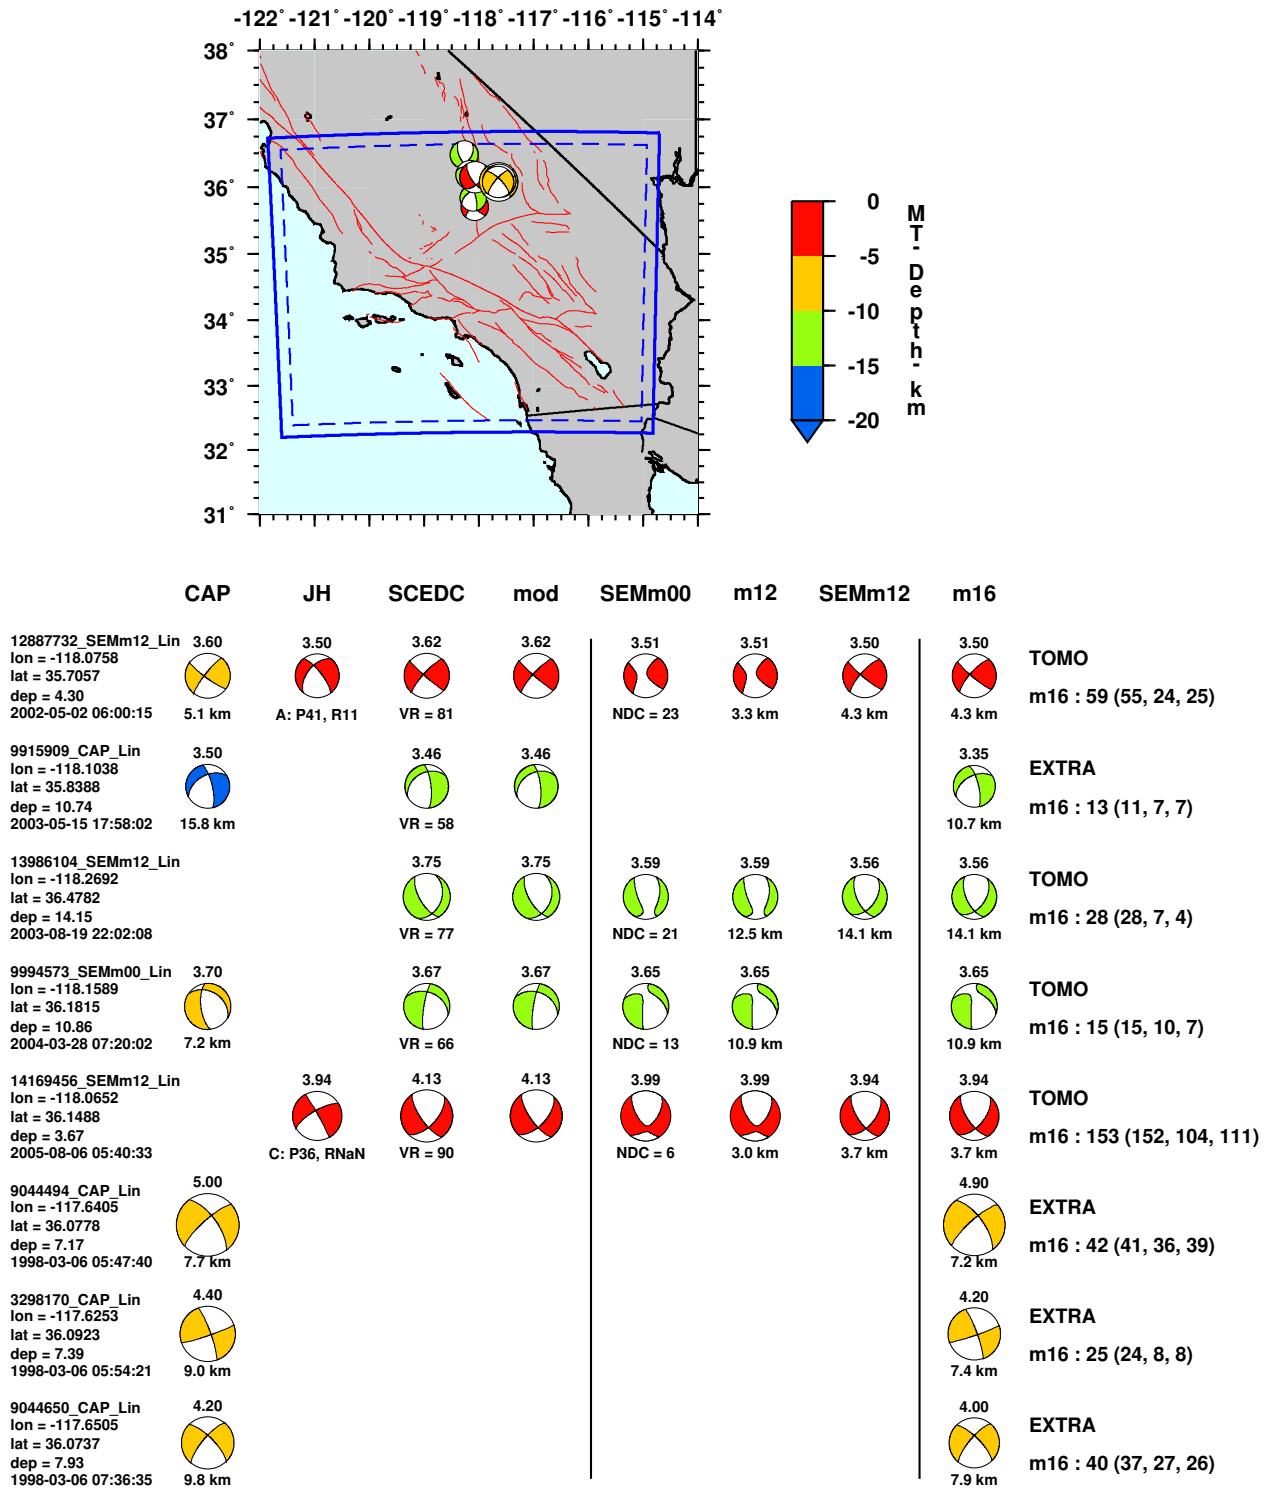 -122° -121° -120° -119° -118° -117° -116° -115° -114°
38°
37°
36°
35°
34°
33°
32°
31°
0
-5
-10
-15
-20
MT-Depth-km
CAP JH SCEDC mod SEMm00 m12 SEMm12 m16
12887732_SEMm12_Lin 3.60 3.50 3.62 3.62 3.51 3.51 3.50 3.50
lon = -118.0758 TOMO
lat = 35.7057
dep = 4.30 m16 : 59 (55, 24, 25)
2002-05-02 06:00:15 5.1 km A: P41, R11 VR = 81 NDC = 23 3.3 km 4.3 km 4.3 km
9915909_CAP_Lin 3.50 3.46 3.46 3.35
lon = -118.1038 EXTRA
lat = 35.8388
dep = 10.74 m16 : 13 (11, 7, 7)
2003-05-15 17:58:02 15.8 km VR = 58 10.7 km
13986104_SEMm12_Lin 3.75 3.75 3.59 3.59 3.56 3.56
lon = -118.2692 TOMO
lat = 36.4782
dep = 14.15 m16 : 28 (28, 7, 4)
2003-08-19 22:02:08 VR = 77 NDC = 21 12.5 km 14.1 km 14.1 km
9994573_SEMm00_Lin 3.70 3.67 3.67 3.65 3.65 3.65
lon = -118.1589 TOMO
lat = 36.1815
dep = 10.86 m16 : 15 (15, 10, 7)
2004-03-28 07:20:02 7.2 km VR = 66 NDC = 13 10.9 km 10.9 km
14169456_SEMm12_Lin 3.94 4.13 4.13 3.99 3.99 3.94 3.94
lon = -118.0652 TOMO
lat = 36.1488
dep = 3.67 m16 : 153 (152, 104, 111)
2005-08-06 05:40:33 C: P36, RNaN VR = 90 NDC = 6 3.0 km 3.7 km 3.7 km
9044494_CAP_Lin 5.00 4.90
lon = -117.6405 EXTRA
lat = 36.0778
dep = 7.17 m16 : 42 (41, 36, 39)
1998-03-06 05:47:40 7.7 km 7.2 km
3298170_CAP_Lin 4.40 4.20
lon = -117.6253 EXTRA
lat = 36.0923
dep = 7.39 m16 : 25 (24, 8, 8)
1998-03-06 05:54:21 9.0 km 7.4 km
9044650_CAP_Lin 4.20 4.00
lon = -117.6505 EXTRA
lat = 36.0737
dep = 7.93 m16 : 40 (37, 27, 26)
1998-03-06 07:36:35 9.8 km 7.9 km